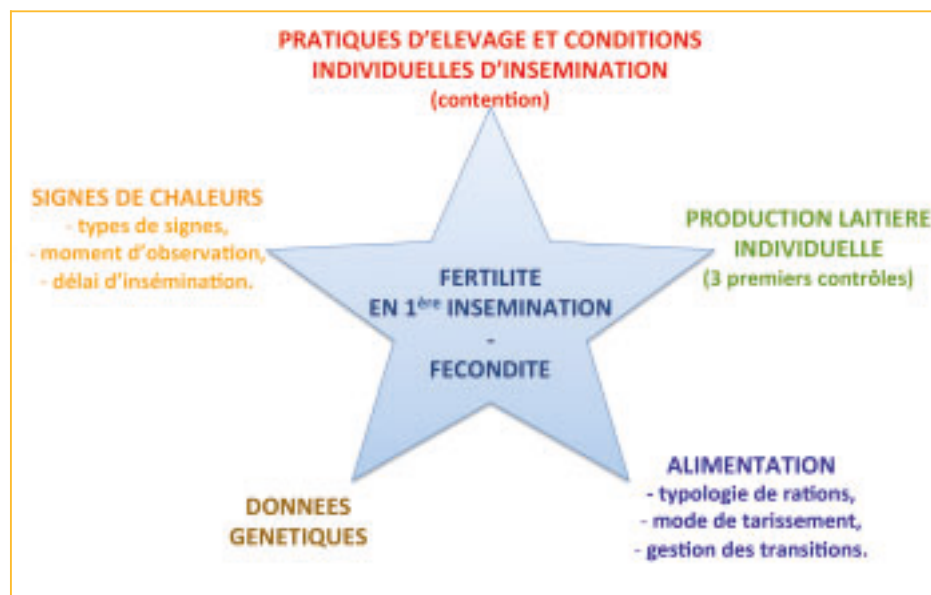 PRATIQUES D'ELEVAGE ET CONDITIONS
INDIVIDUELLES D'INSEMINATION
(contention)
SIGNES DE CHALEURS
- types de signes,
- moment d'observation,
- délai d'insémination.
PRODUCTION LAITIERE
INDIVIDUELLE
(3 premiers contrôles)
FERTILITE
EN 1ère INSEMINATION
-
FECONDITE
DONNEES
GENETIQUES
ALIMENTATION
- typologie de rations,
- mode de tarissement,
- gestion des transitions.